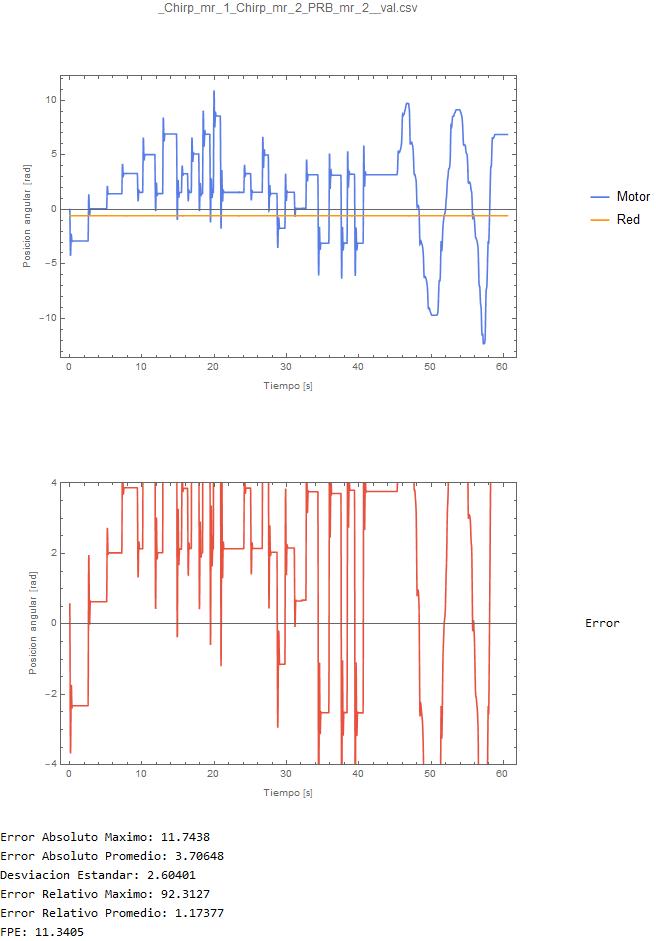 _Chirp_mr_1_Chirp_mr_2_PRB_mr_2__val.csv
10
5
0
−5
−10
Posicion angular [rad]
0 10 20 30 40 50 60
Tiempo [s]
Motor
Red
4
2
0
−2
−4
Posicion angular [rad]
0 10 20 30 40 50 60
Tiempo [s]
Error
Error Absoluto Maximo: 11.7438
Error Absoluto Promedio: 3.70648
Desviacion Estandar: 2.60401
Error Relativo Maximo: 92.3127
Error Relativo Promedio: 1.17377
FPE: 11.3405